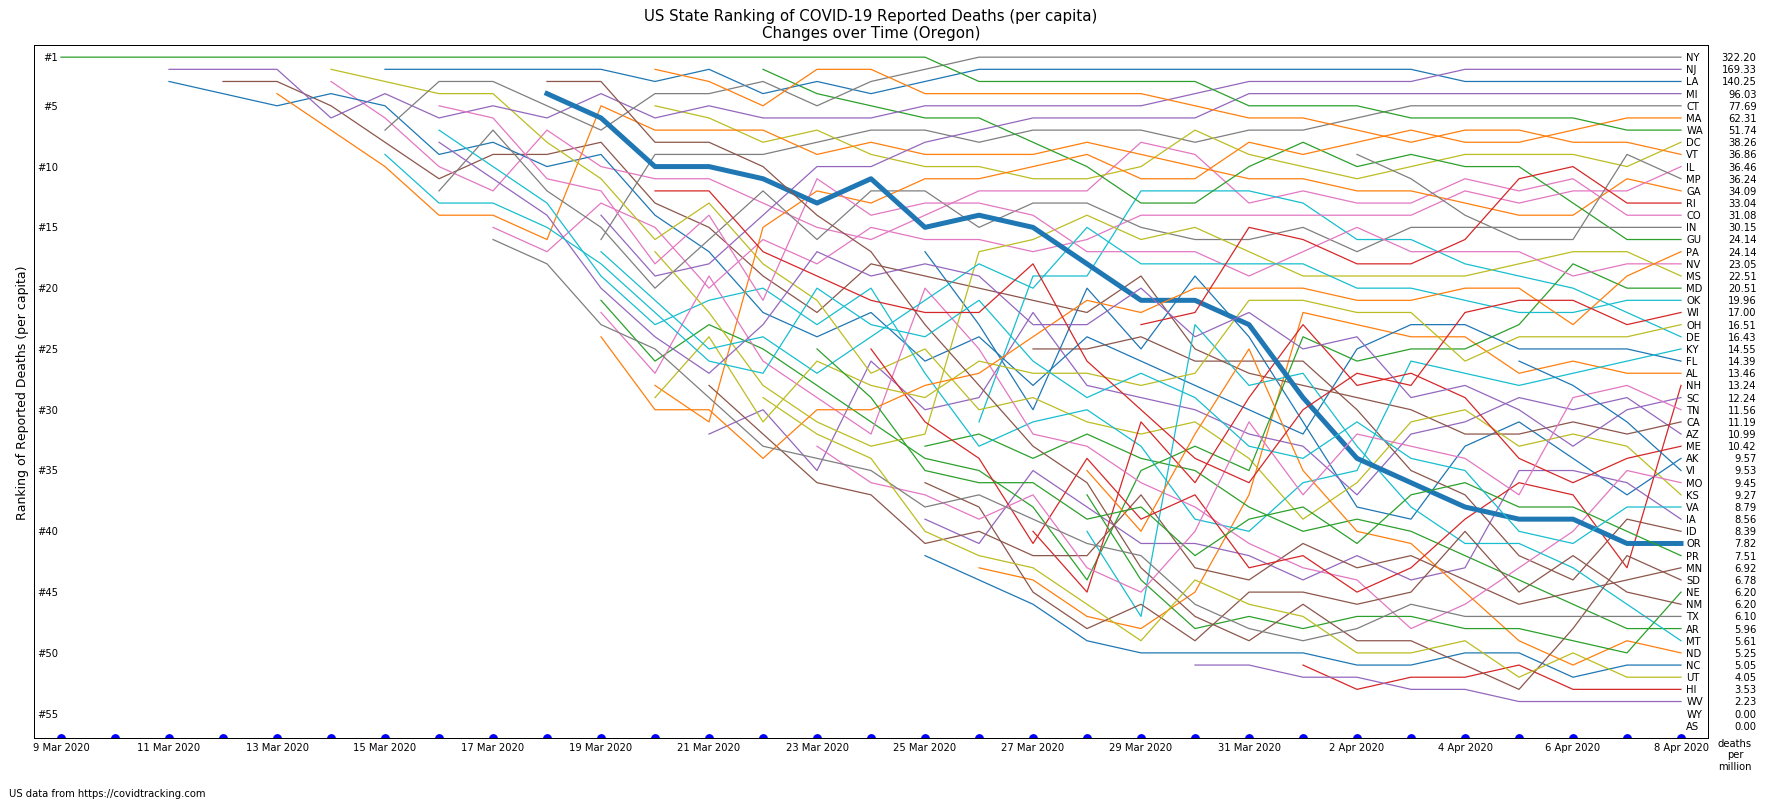 US State Ranking of COVID-19 Reported Deaths (per capita)
Changes over Time (Oregon)
Ranking of Reported Deaths (per capita)
#1
#5
#10
#15
#20
#25
#30
#35
#40
#45
#50
#55
NY 322.20
NJ 169.33
LA 140.25
MI 96.03
CT 77.69
MA 62.31
WA 51.74
DC 38.26
VT 36.86
IL 36.46
MP 36.24
GA 34.09
RI 33.04
CO 31.08
IN 30.15
GU 24.14
PA 24.14
NV 23.05
MS 22.51
MD 20.51
OK 19.96
WI 17.00
OH 16.51
DE 16.43
KY 14.55
FL 14.39
AL 13.46
NH 13.24
SC 12.24
TN 11.56
CA 11.19
AZ 10.99
ME 10.42
AK 9.57
VI 9.53
MO 9.45
KS 9.27
VA 8.79
IA 8.56
ID 8.39
OR 7.82
PR 7.51
MN 6.92
SD 6.78
NE 6.20
NM 6.20
TX 6.10
AR 5.96
MT 5.61
ND 5.25
NC 5.05
UT 4.05
HI 3.53
WV 2.23
WY 0.00
AS 0.00
9 Mar 2020 11 Mar 2020 13 Mar 2020 15 Mar 2020 17 Mar 2020 19 Mar 2020 21 Mar 2020 23 Mar 2020 25 Mar 2020 27 Mar 2020 29 Mar 2020 31 Mar 2020 2 Apr 2020 4 Apr 2020 6 Apr 2020 8 Apr 2020
deaths
per
million
US data from https://covidtracking.com